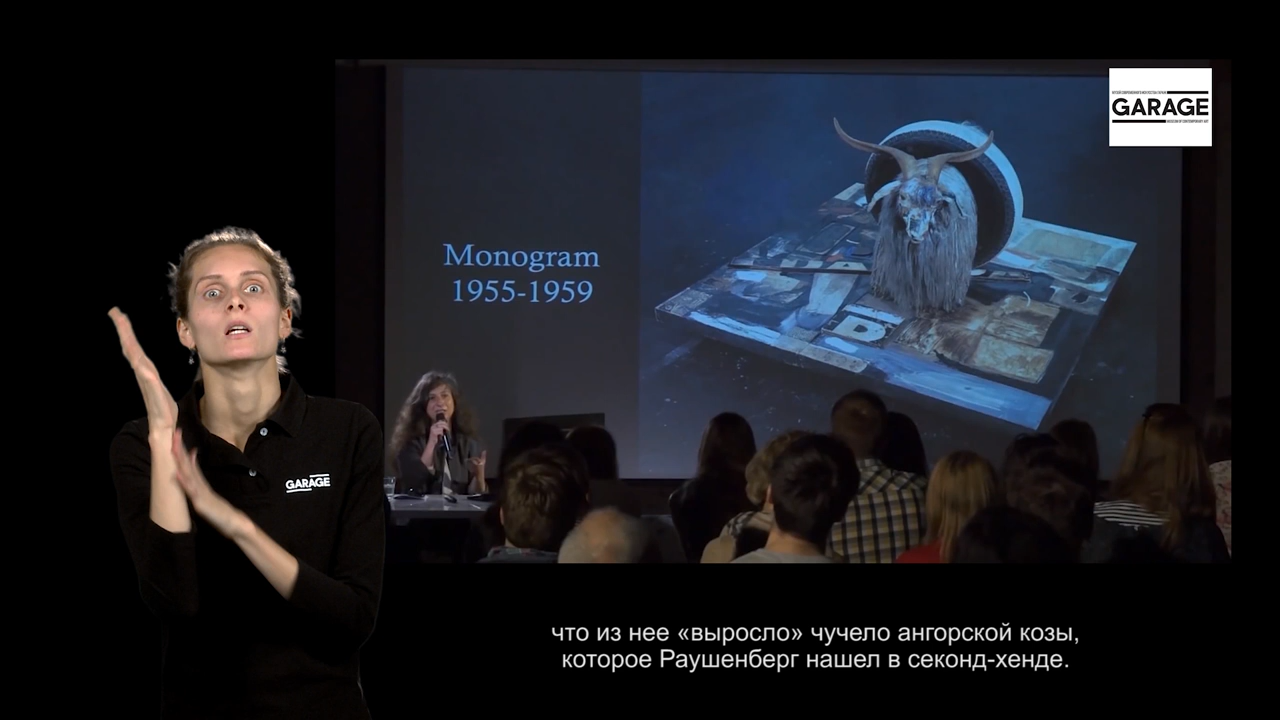 GARAGE
Monogram
1955-1959
GARAGE
что из нее «выросло» чучело ангорской козы,
которое Раушенберг нашел в секонд-хенде.